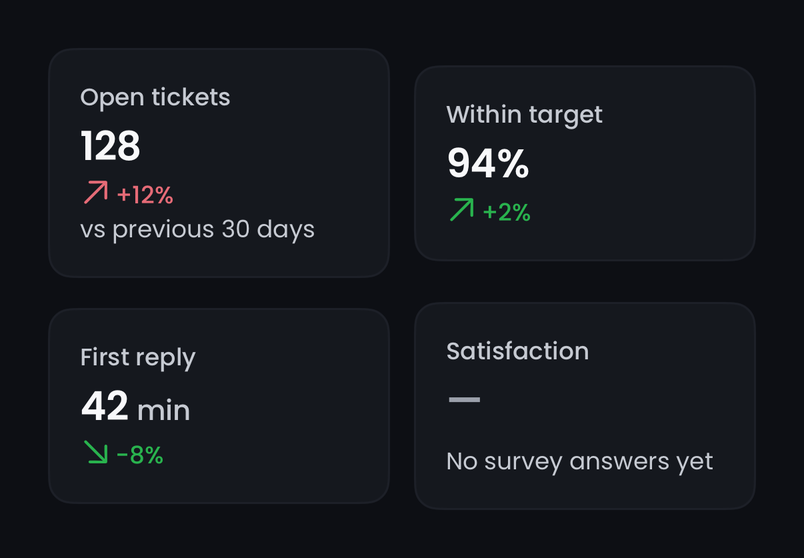 Open tickets
128
+12%
vs previous 30 days
Within target
94%
+2%
First reply
42 min
-8%
Satisfaction
—
No survey answers yet